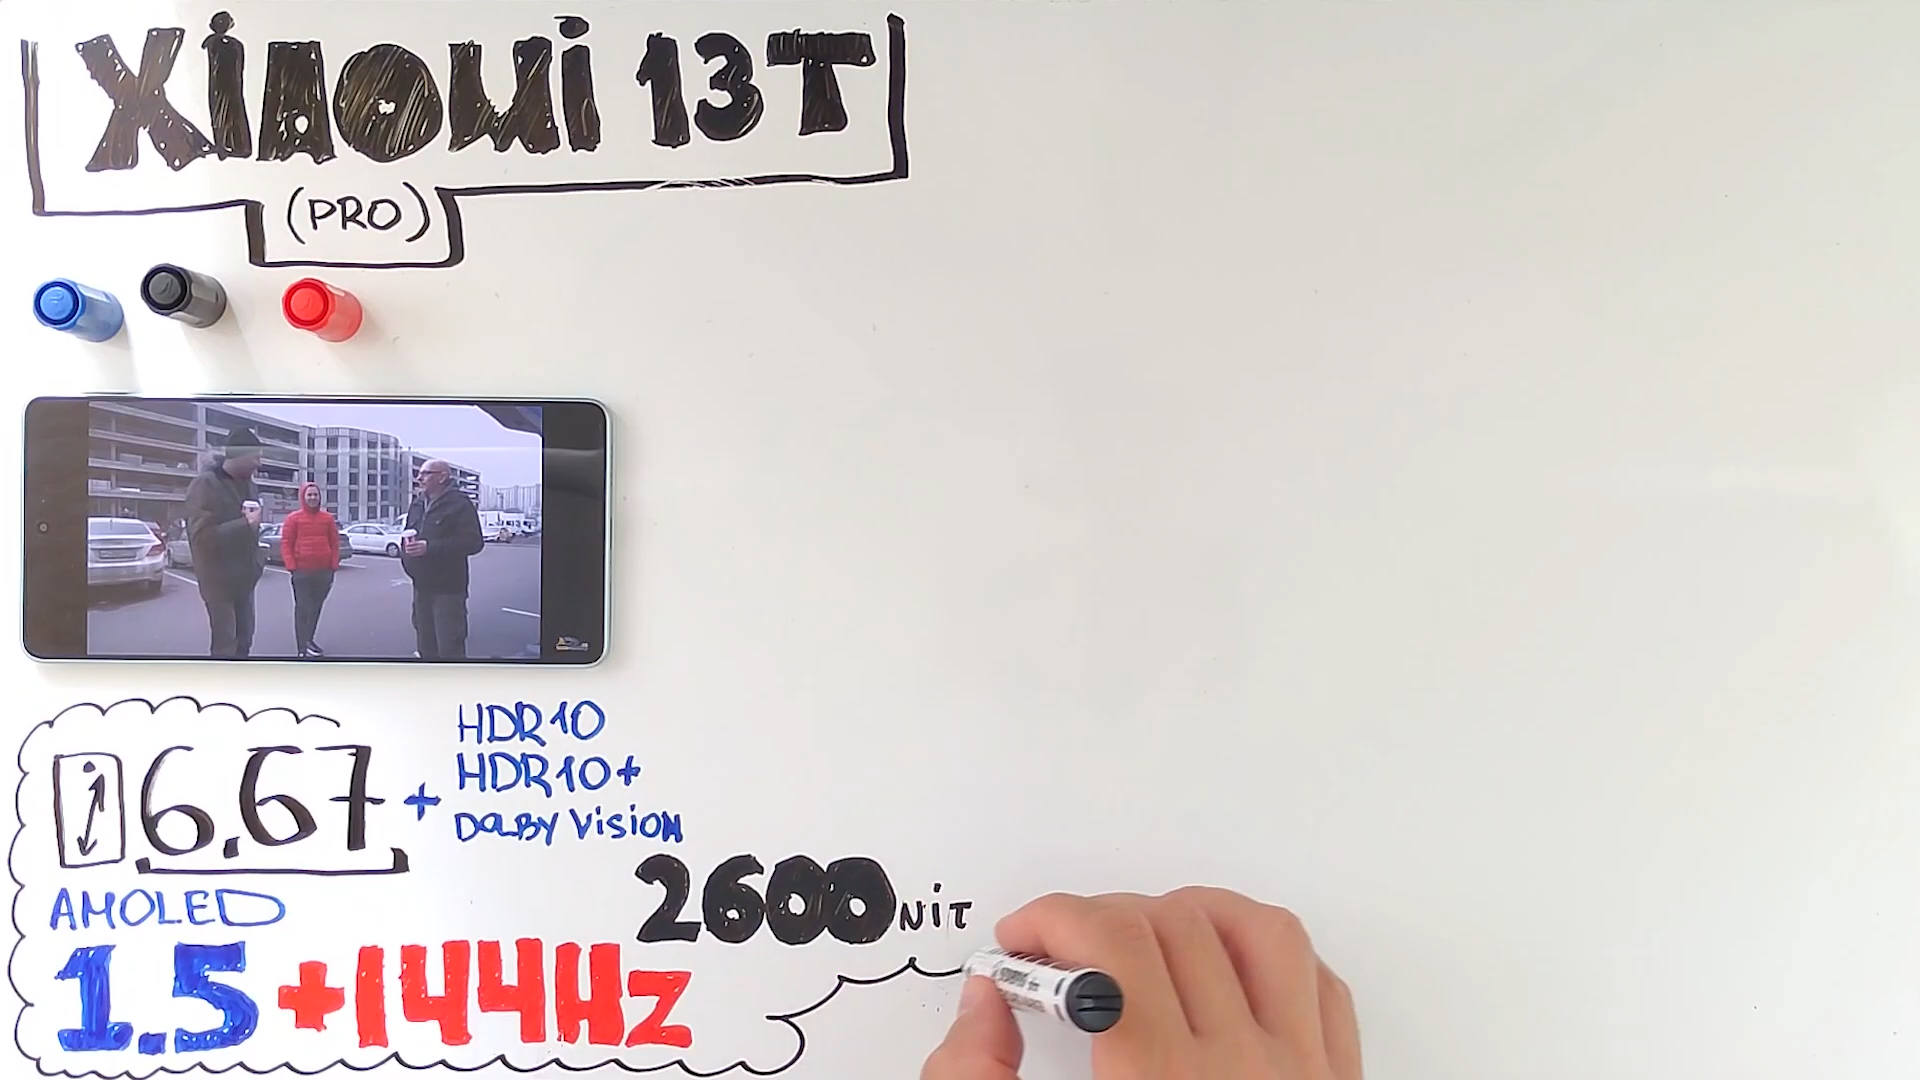 XiAOMi 13T
(PRO)
HDR10
HDR10+
6.67 +
DOLBY ViSiON
AMOLED
2600 NiT
1.5+144Hz